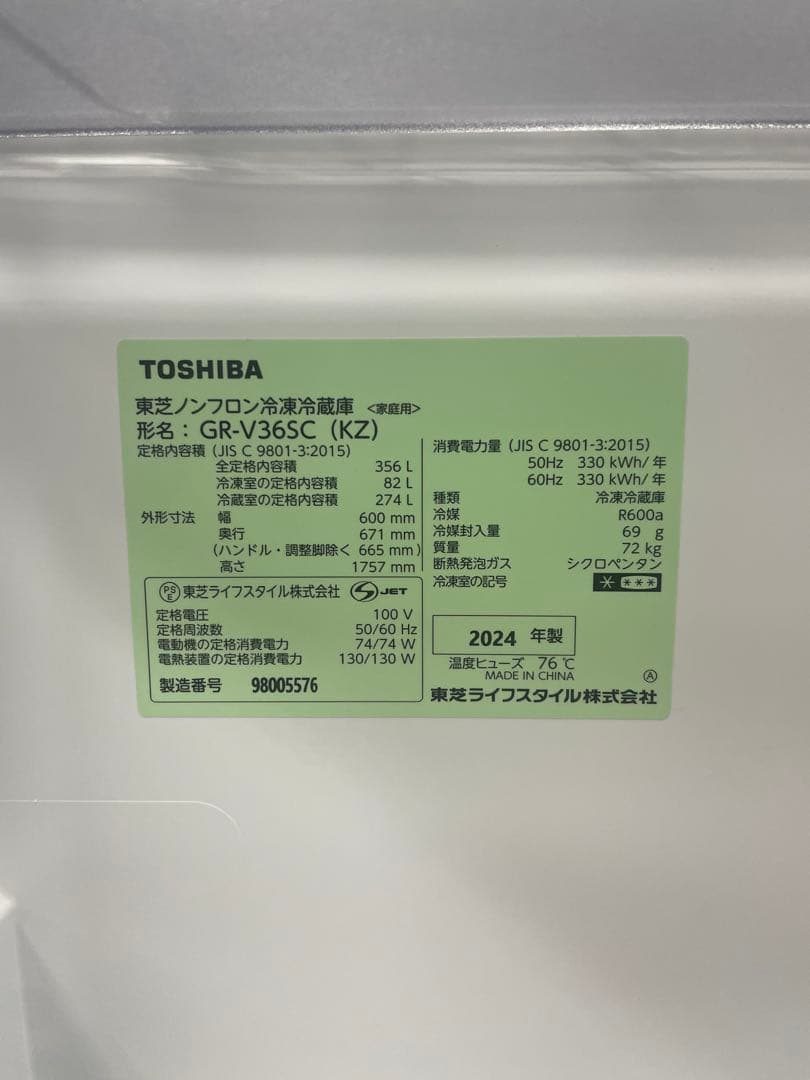 TOSHIBA
東芝ノンフロン冷凍冷蔵庫 <家庭用>
形名：GR-V36SC (KZ)
定格内容積 (JIS C 9801-3:2015)
全定格内容積 356 L
冷凍室の定格内容積 82 L
冷蔵室の定格内容積 274 L
外形寸法 幅 600 mm
奥行 671 mm
(ハンドル・調整脚除く 665 mm)
高さ 1757 mm
PS E 東芝ライフスタイル株式会社 S JET
定格電圧 100 V
定格周波数 50/60 Hz
電動機の定格消費電力 74/74 W
電熱装置の定格消費電力 130/130 W
製造番号 98005576
消費電力量 (JIS C 9801-3:2015)
50Hz 330 kWh/年
60Hz 330 kWh/年
種類 冷凍冷蔵庫
冷媒 R600a
冷媒封入量 69 g
質量 72 kg
断熱発泡ガス シクロペンタン
冷凍室の記号 * ***
2024 年製
温度ヒューズ 76 ℃
MADE IN CHINA Ⓐ
東芝ライフスタイル株式会社